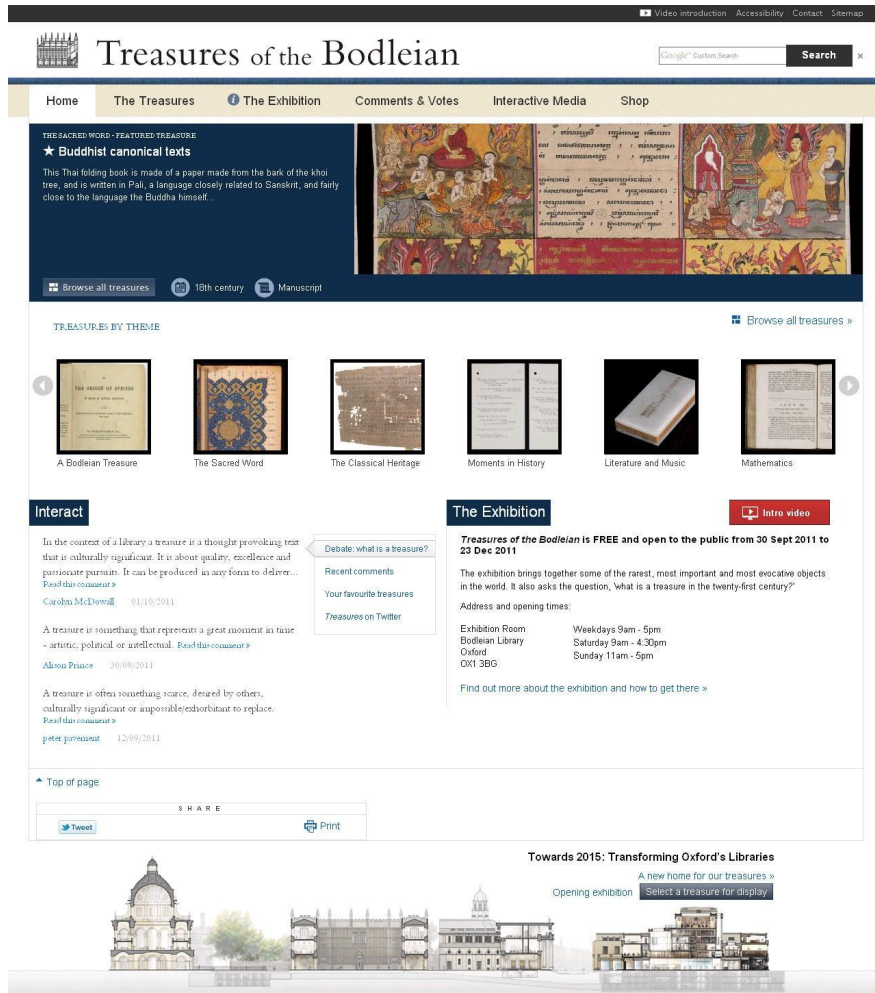 Video introduction Accessibility Contact Sitemap
Treasures of the Bodleian
Google™ Custom Search
Search
×
Home The Treasures The Exhibition Comments & Votes Interactive Media Shop
THE SACRED WORD - FEATURED TREASURE
★ Buddhist canonical texts
This Thai folding book is made of a paper made from the bark of the khoi
tree, and is written in Pali, a language closely related to Sanskrit, and fairly
close to the language the Buddha himself...
Browse all treasures 18th century Manuscript
TREASURES BY THEME
Browse all treasures »
THE ORIGIN OF SPECIES
A Bodleian Treasure The Sacred Word The Classical Heritage Moments in History Literature and Music Mathematics
Interact
In the context of a library a treasure is a thought provoking text
that is culturally significant. It is about quality, excellence and
passionate pursuits. It can be produced in any form to deliver...
Read this comment »
Carolyn McDowall 01/10/2011
A treasure is something that represents a great moment in time
- artistic, political or intellectual. Read this comment »
Alison Prince 30/09/2011
A treasure is often something scarce, desired by others,
culturally significant or impossible/exhorbitant to replace.
Read this comment »
peter pavement 12/09/2011
Debate: what is a treasure?
Recent comments
Your favourite treasures
Treasures on Twitter
The Exhibition
Intro video
Treasures of the Bodleian is FREE and open to the public from 30 Sept 2011 to
23 Dec 2011
The exhibition brings together some of the rarest, most important and most evocative objects
in the world. It also asks the question, 'what is a treasure in the twenty-first century?'
Address and opening times:
Exhibition Room
Bodleian Library
Oxford
OX1 3BG
Weekdays 9am - 5pm
Saturday 9am - 4:30pm
Sunday 11am - 5pm
Find out more about the exhibition and how to get there »
Top of page
SHARE
Tweet
Print
Towards 2015: Transforming Oxford's Libraries
A new home for our treasures »
Opening exhibition Select a treasure for display